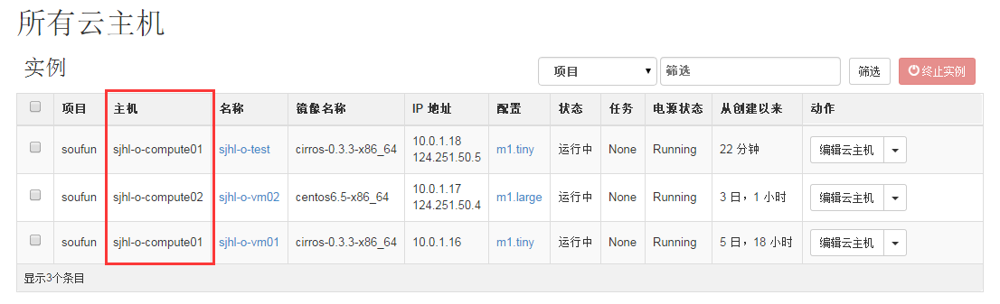 所有云主机
实例
项目 筛选 筛选 终止实例
项目 主机 名称 镜像名称 IP 地址 配置 状态 任务 电源状态 从创建以来 动作
soufun sjhl-o-compute01 sjhl-o-test cirros-0.3.3-x86_64 10.0.1.18 m1.tiny 运行中 None Running 22 分钟 编辑云主机
124.251.50.5
soufun sjhl-o-compute02 sjhl-o-vm02 centos6.5-x86_64 10.0.1.17 m1.large 运行中 None Running 3 日，1 小时 编辑云主机
124.251.50.4
soufun sjhl-o-compute01 sjhl-o-vm01 cirros-0.3.3-x86_64 10.0.1.16 m1.tiny 运行中 None Running 5 日，18 小时 编辑云主机
显示3个条目